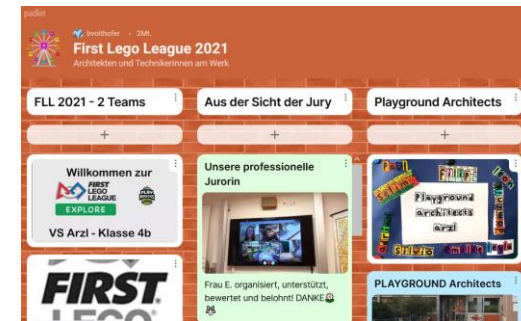 padlet
bvoithofer • 2Mt.
First Lego League 2021
Architekten und TechnikerInnen am Werk
FLL 2021 - 2 Teams
Aus der Sicht der Jury
Playground Architects
Willkommen zur
FIRST
LEGO
LEAGUE
EXPLORE
VS Arzl - Klasse 4b
FIRST
LEGO
Unsere professionelle
Jurorin
Frau E. organisiert, unterstützt,
bewertet und belohnt! DANKE
Playground
architects
arzl
Silvio
PLAYGROUND Architects